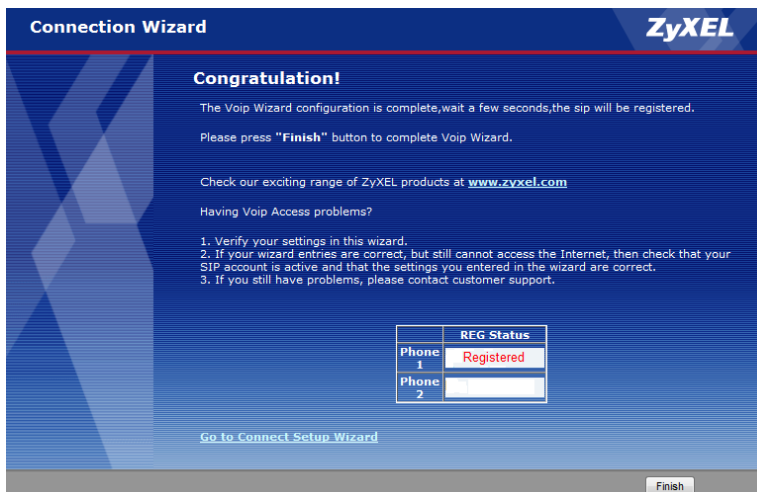 Connection Wizard
ZyXEL
Congratulation!
The Voip Wizard configuration is complete,wait a few seconds,the sip will be registered.
Please press "Finish" button to complete Voip Wizard.
Check our exciting range of ZyXEL products at www.zyxel.com
Having Voip Access problems?
1. Verify your settings in this wizard.
2. If your wizard entries are correct, but still cannot access the Internet, then check that your
SIP account is active and that the settings you entered in the wizard are correct.
3. If you still have problems, please contact customer support.
REG Status
Phone
1
Registered
Phone
2
Go to Connect Setup Wizard
Finish